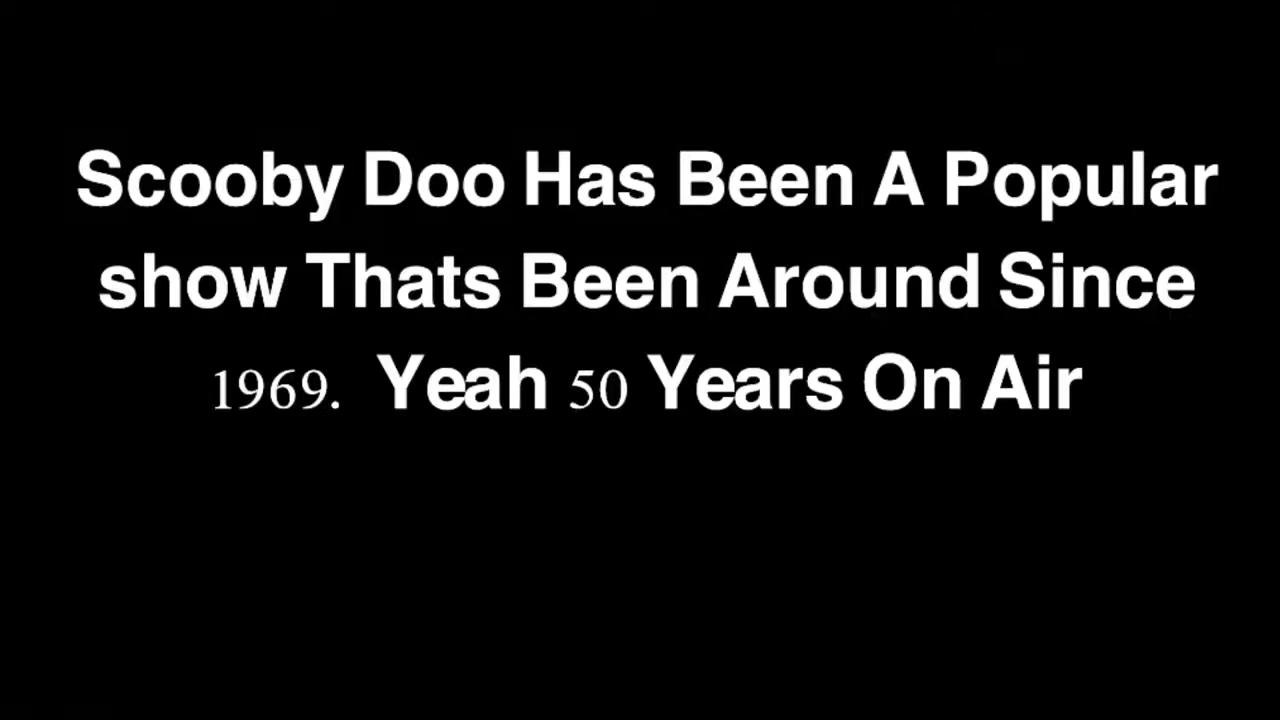 Scooby Doo Has Been A Popular
show Thats Been Around Since
1969. Yeah 50 Years On Air